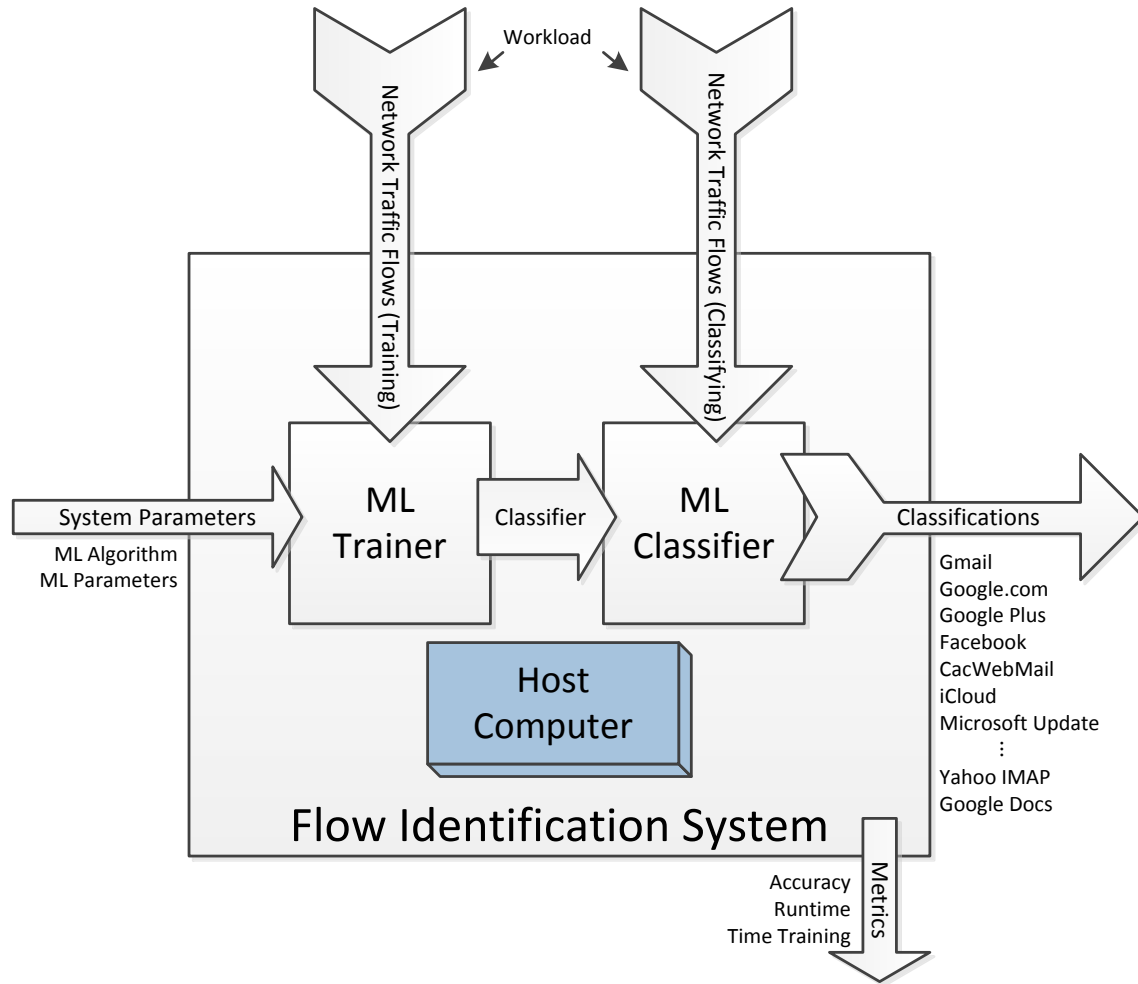 Workload
Network Traffic Flows (Training)
Network Traffic Flows (Classifying)
System Parameters
ML Algorithm
ML Parameters
ML
Trainer
Classifier
ML
Classifier
Classifications
Gmail
Google.com
Google Plus
Facebook
CacWebMail
iCloud
Microsoft Update
⋮
Yahoo IMAP
Google Docs
Host
Computer
Flow Identification System
Accuracy
Runtime
Time Training
Metrics